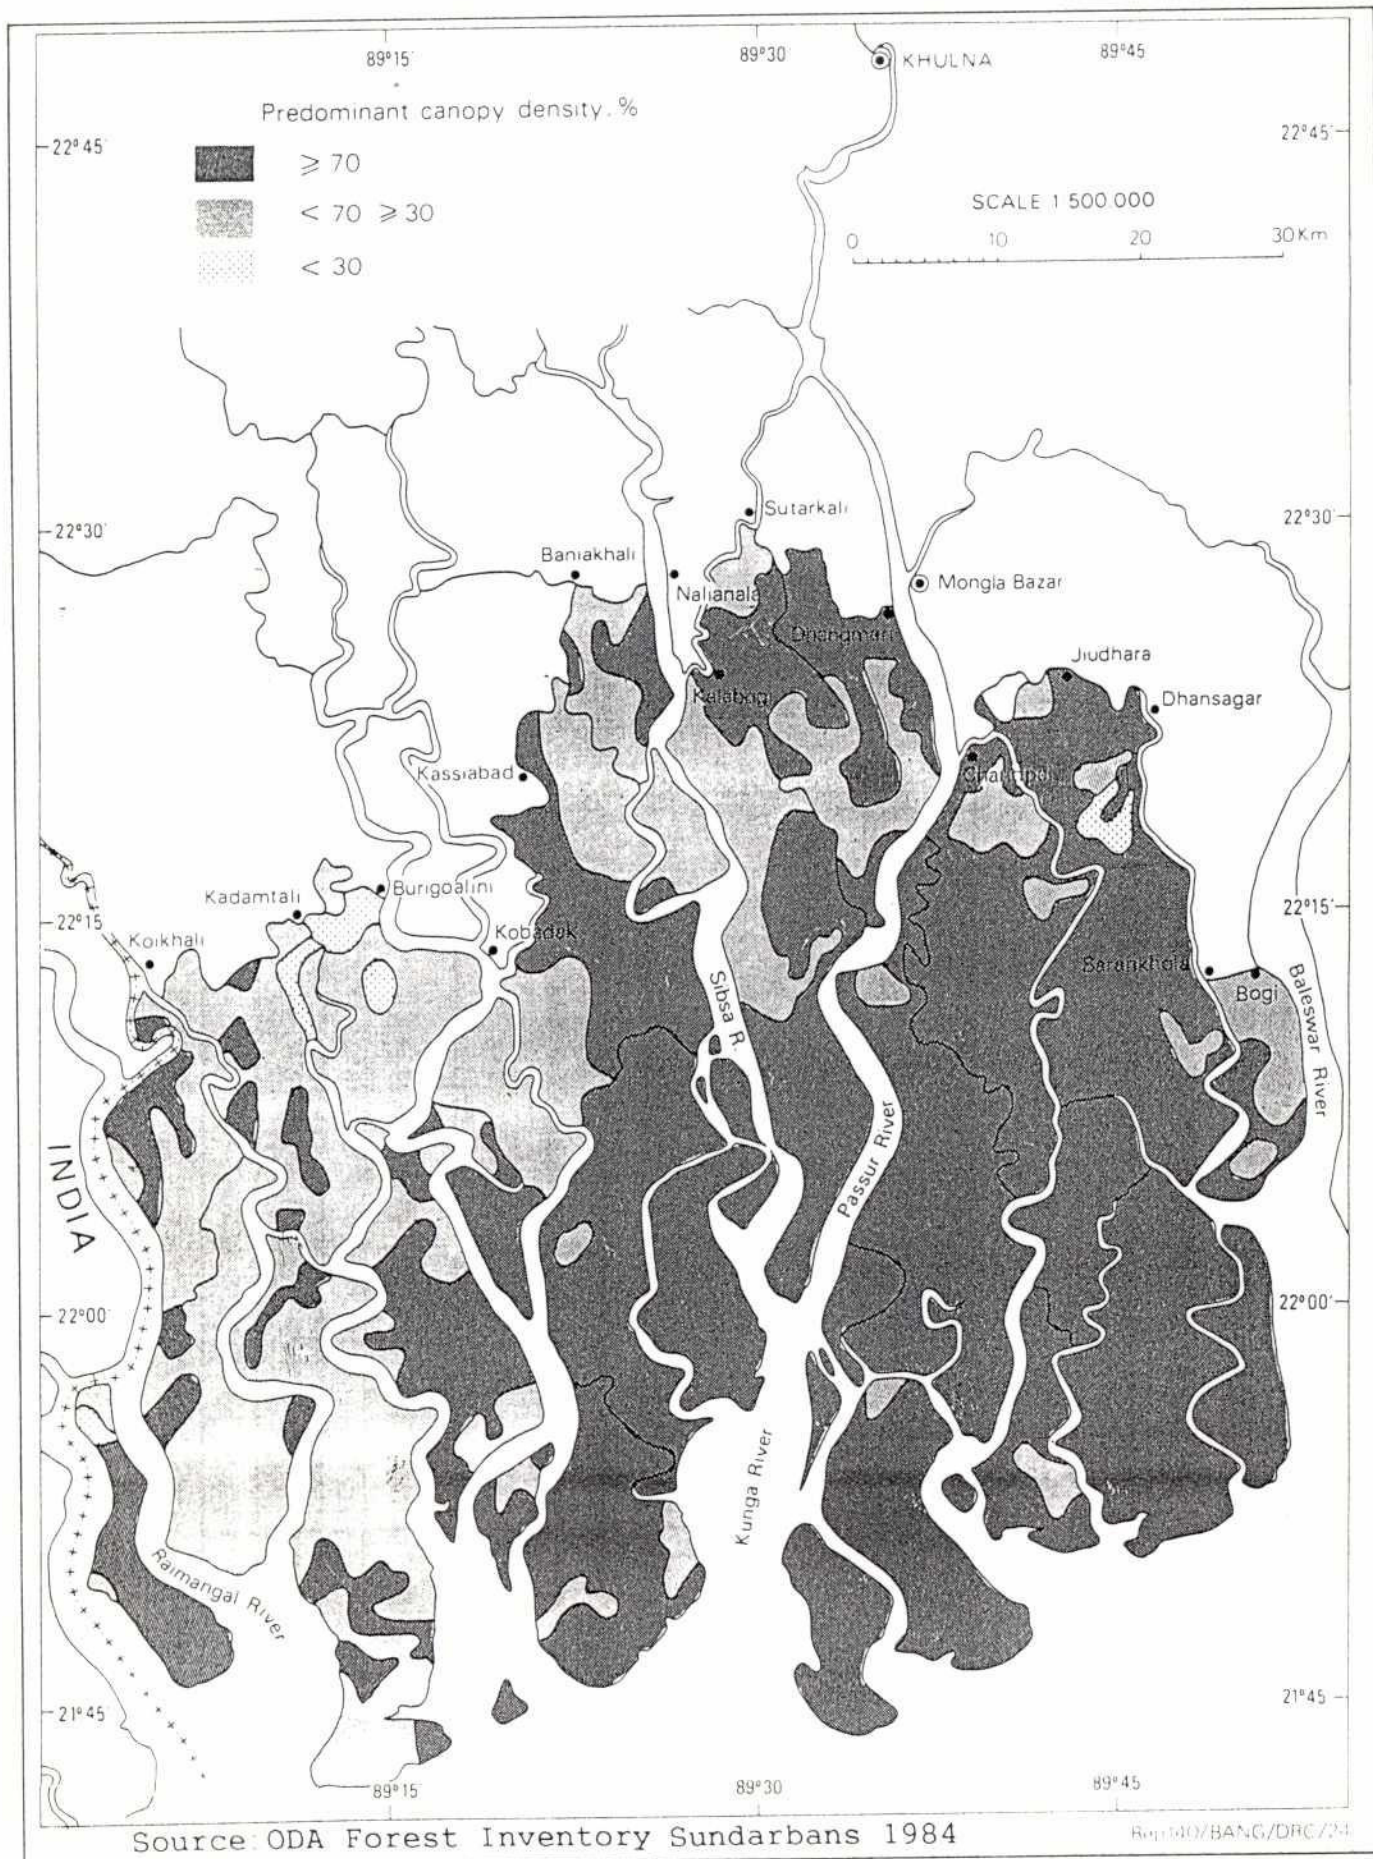 89°15'
89°30'
89°45'
KHULNA
Predominant canopy density. %
22°45'
22°45'
≥ 70
< 70 ≥ 30
< 30
SCALE 1 500.000
0 10 20 30 Km
Sutarkali
22°30'
22°30'
Baniakhali
Nalianala
Mongla Bazar
Dhangmari
Jiudhara
Kalabogi
Dhansagar
Kassiabad
Chandpai
Kadamtali
Burigoalini
22°15'
22°15'
Koikhali
Kobadak
Sarankhola
Bogi
Sibsa R.
Baleswar River
INDIA
Passur River
22°00'
22°00'
Kunga River
Raimangal River
21°45'
21°45'
89°15'
89°30'
89°45'
Source: ODA Forest Inventory Sundarbans 1984